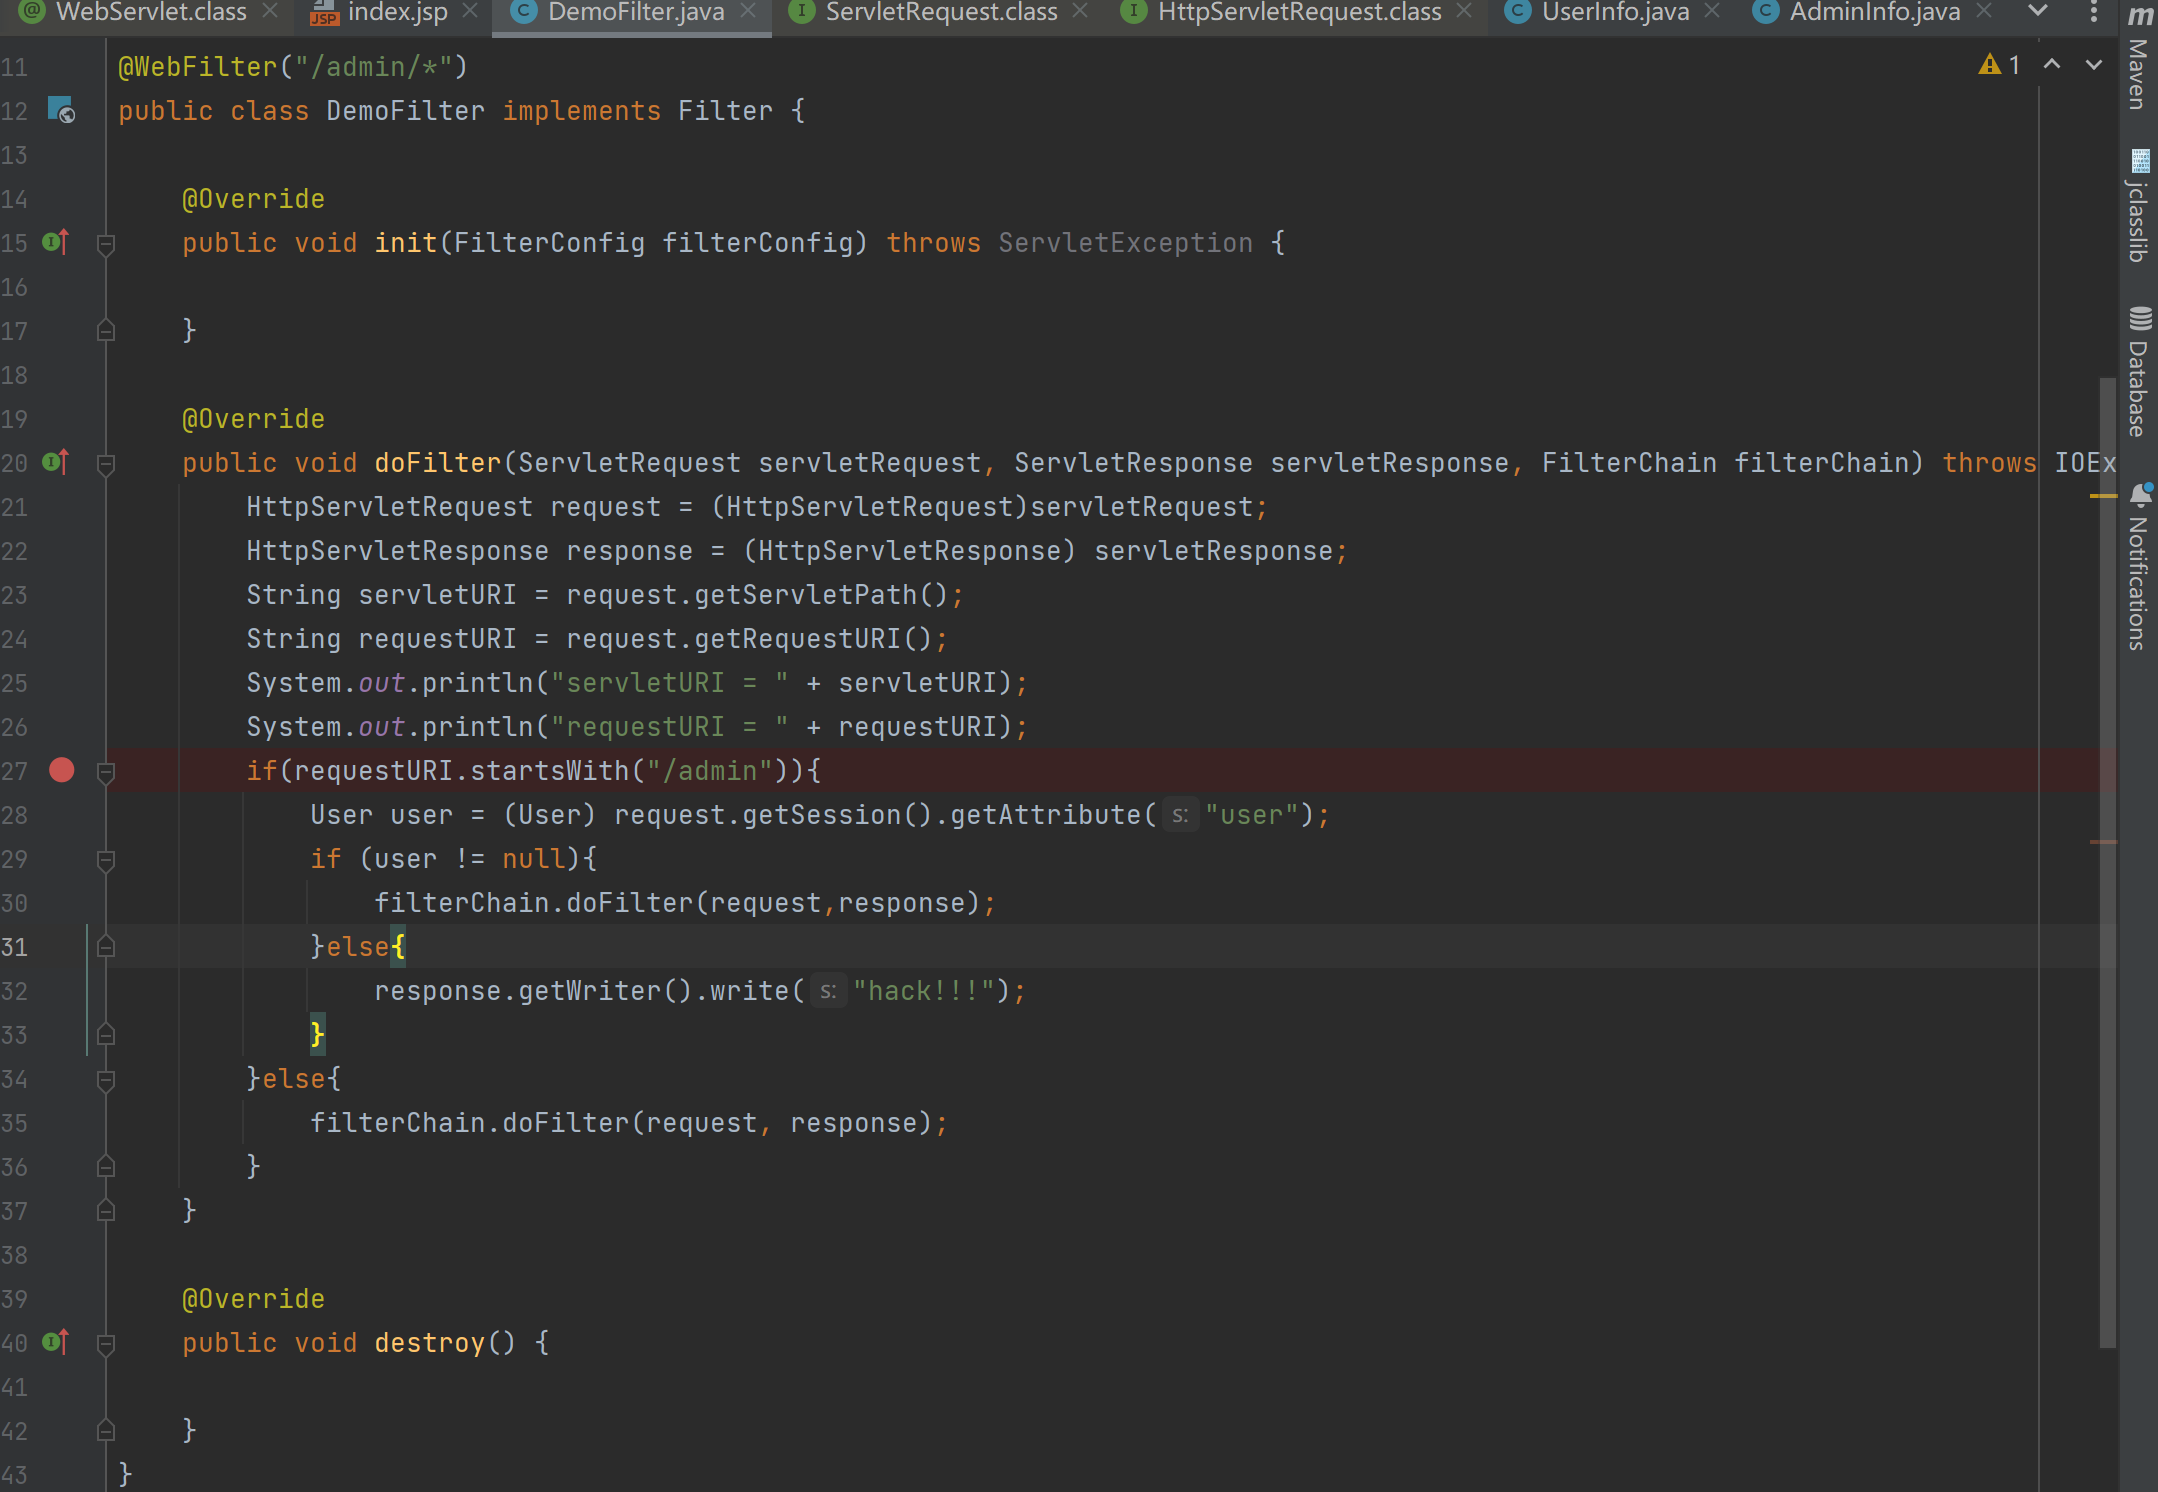 WebServlet.class index.jsp DemoFilter.java ServletRequest.class HttpServletRequest.class UserInfo.java AdminInfo.java
11 @WebFilter("/admin/*")
12 public class DemoFilter implements Filter {
13
14 @Override
15 public void init(FilterConfig filterConfig) throws ServletException {
16
17 }
18
19 @Override
20 public void doFilter(ServletRequest servletRequest, ServletResponse servletResponse, FilterChain filterChain) throws IOEx
21 HttpServletRequest request = (HttpServletRequest)servletRequest;
22 HttpServletResponse response = (HttpServletResponse) servletResponse;
23 String servletURI = request.getServletPath();
24 String requestURI = request.getRequestURI();
25 System.out.println("servletURI = " + servletURI);
26 System.out.println("requestURI = " + requestURI);
27 if(requestURI.startsWith("/admin")){
28 User user = (User) request.getSession().getAttribute( s: "user");
29 if (user != null){
30 filterChain.doFilter(request,response);
31 }else{
32 response.getWriter().write( s: "hack!!!");
33 }
34 }else{
35 filterChain.doFilter(request, response);
36 }
37 }
38
39 @Override
40 public void destroy() {
41
42 }
43 }
1
m
Maven
jclasslib
Database
Notifications